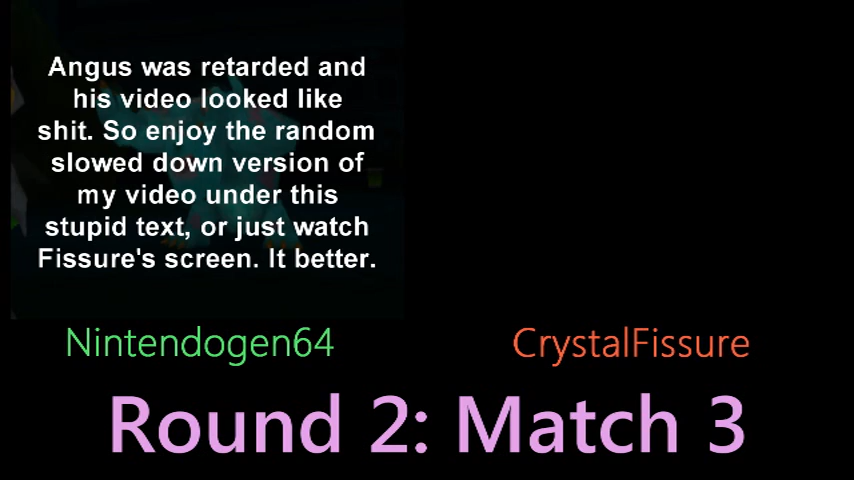 Angus was retarded and
his video looked like
shit. So enjoy the random
slowed down version of
my video under this
stupid text, or just watch
Fissure's screen. It better.
Nintendogen64
CrystalFissure
Round 2: Match 3